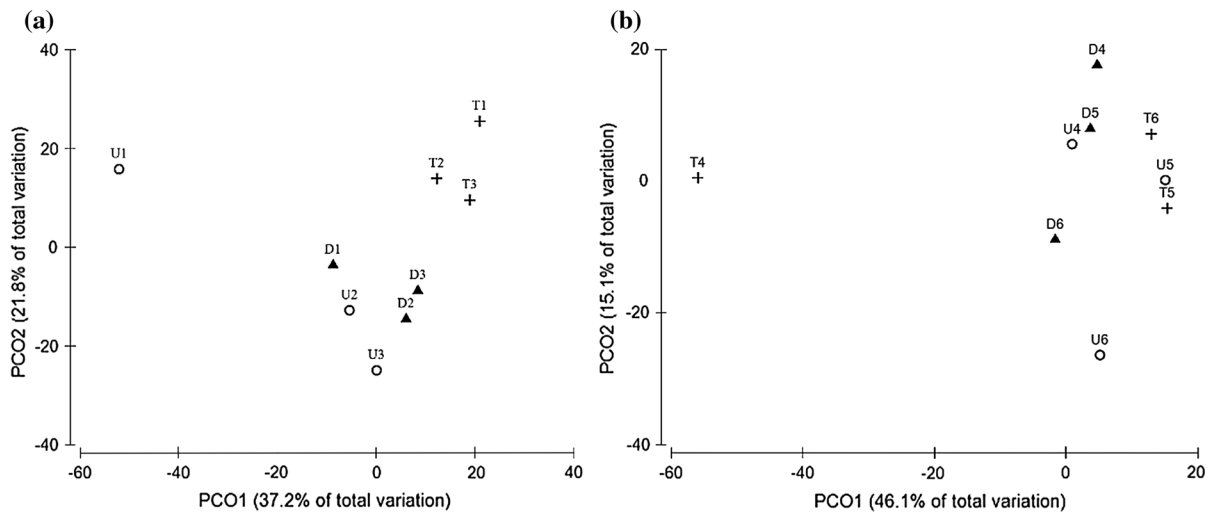 (a)
40
20
0
-20
-40
PCO2 (21.8% of total variation)
U1
T1
T2
T3
D1
D3
U2
D2
U3
-60
-40
-20
0
20
40
PCO1 (37.2% of total variation)
(b)
20
0
-20
-40
PCO2 (15.1% of total variation)
D4
D5
T6
U4
T4
U5
T5
D6
U6
-60
-40
-20
0
20
PCO1 (46.1% of total variation)